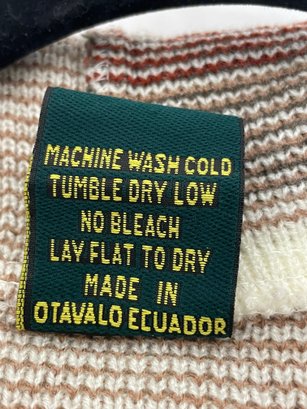 MACHINE WASH COLD
TUMBLE DRY LOW
NO BLEACH
LAY FLAT TO DRY
MADE IN
OTAVALO ECUADOR